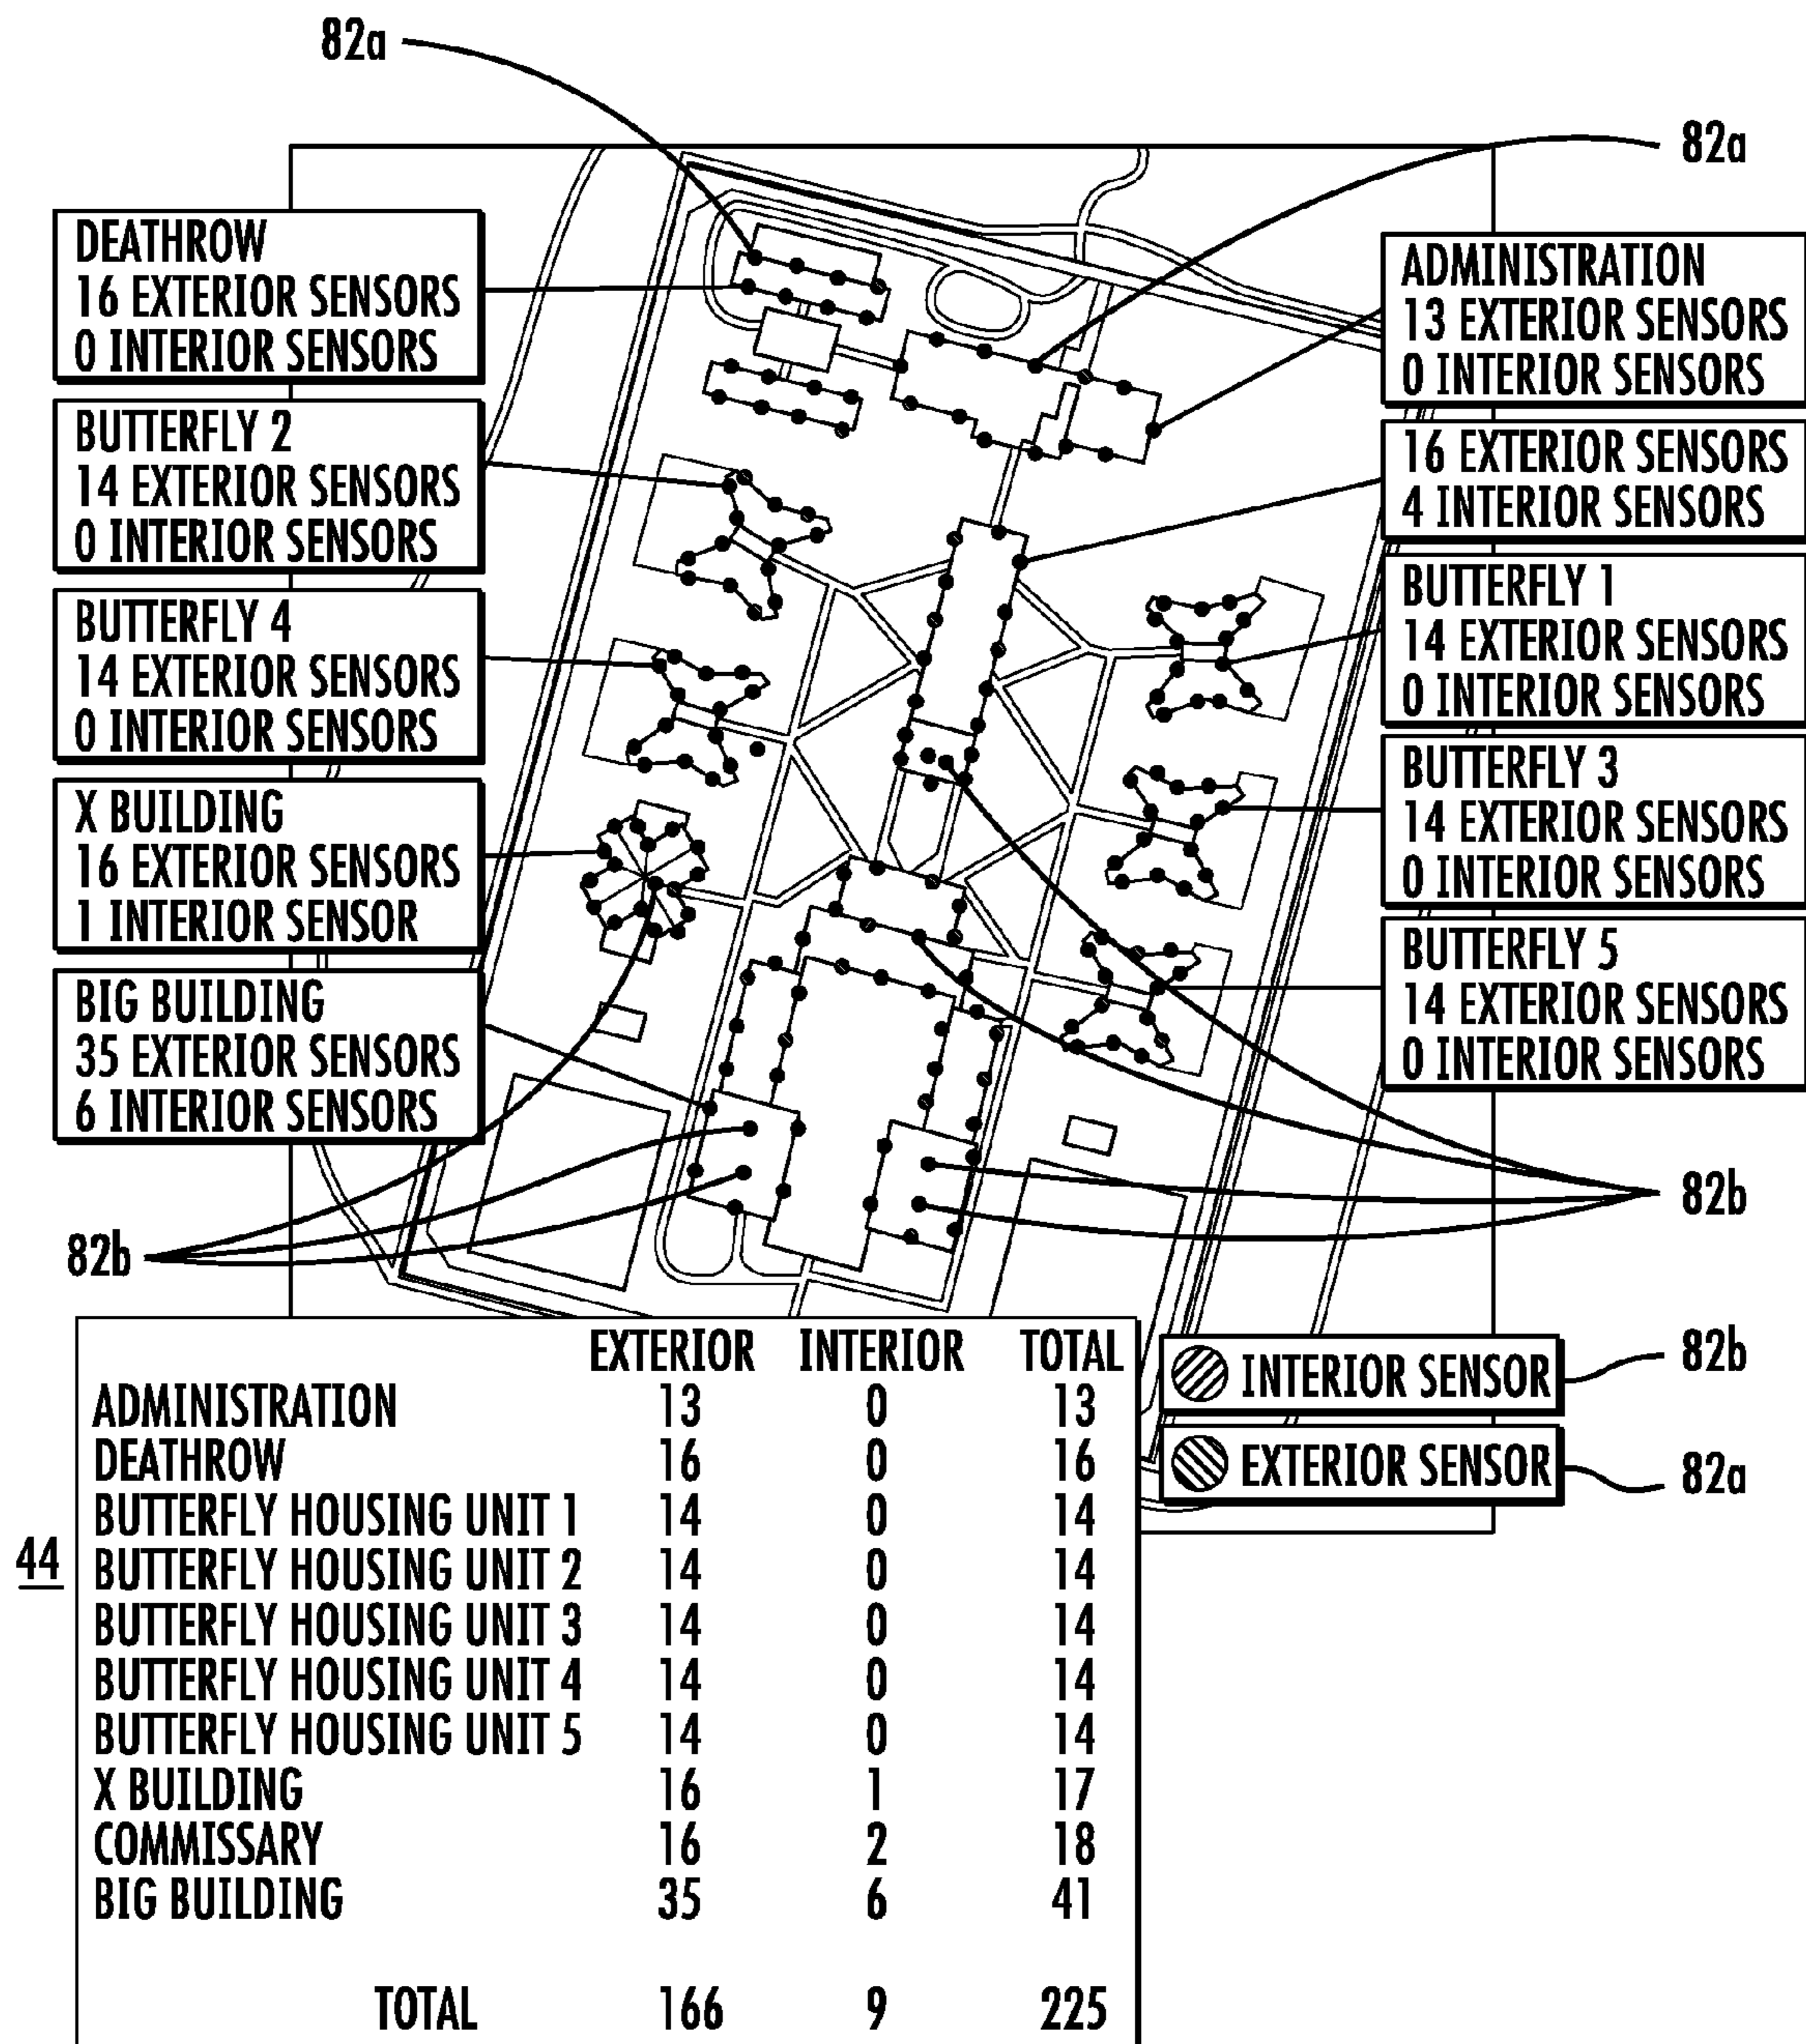 82a
82a
DEATHROW
16 EXTERIOR SENSORS
0 INTERIOR SENSORS
BUTTERFLY 2
14 EXTERIOR SENSORS
0 INTERIOR SENSORS
BUTTERFLY 4
14 EXTERIOR SENSORS
0 INTERIOR SENSORS
X BUILDING
16 EXTERIOR SENSORS
1 INTERIOR SENSOR
BIG BUILDING
35 EXTERIOR SENSORS
6 INTERIOR SENSORS
ADMINISTRATION
13 EXTERIOR SENSORS
0 INTERIOR SENSORS
16 EXTERIOR SENSORS
4 INTERIOR SENSORS
BUTTERFLY 1
14 EXTERIOR SENSORS
0 INTERIOR SENSORS
BUTTERFLY 3
14 EXTERIOR SENSORS
0 INTERIOR SENSORS
BUTTERFLY 5
14 EXTERIOR SENSORS
0 INTERIOR SENSORS
82b
82b
EXTERIOR INTERIOR TOTAL
ADMINISTRATION 13 0 13
DEATHROW 16 0 16
BUTTERFLY HOUSING UNIT 1 14 0 14
BUTTERFLY HOUSING UNIT 2 14 0 14
BUTTERFLY HOUSING UNIT 3 14 0 14
BUTTERFLY HOUSING UNIT 4 14 0 14
BUTTERFLY HOUSING UNIT 5 14 0 14
X BUILDING 16 1 17
COMMISSARY 16 2 18
BIG BUILDING 35 6 41
TOTAL 166 9 225
44
INTERIOR SENSOR 82b
EXTERIOR SENSOR 82a